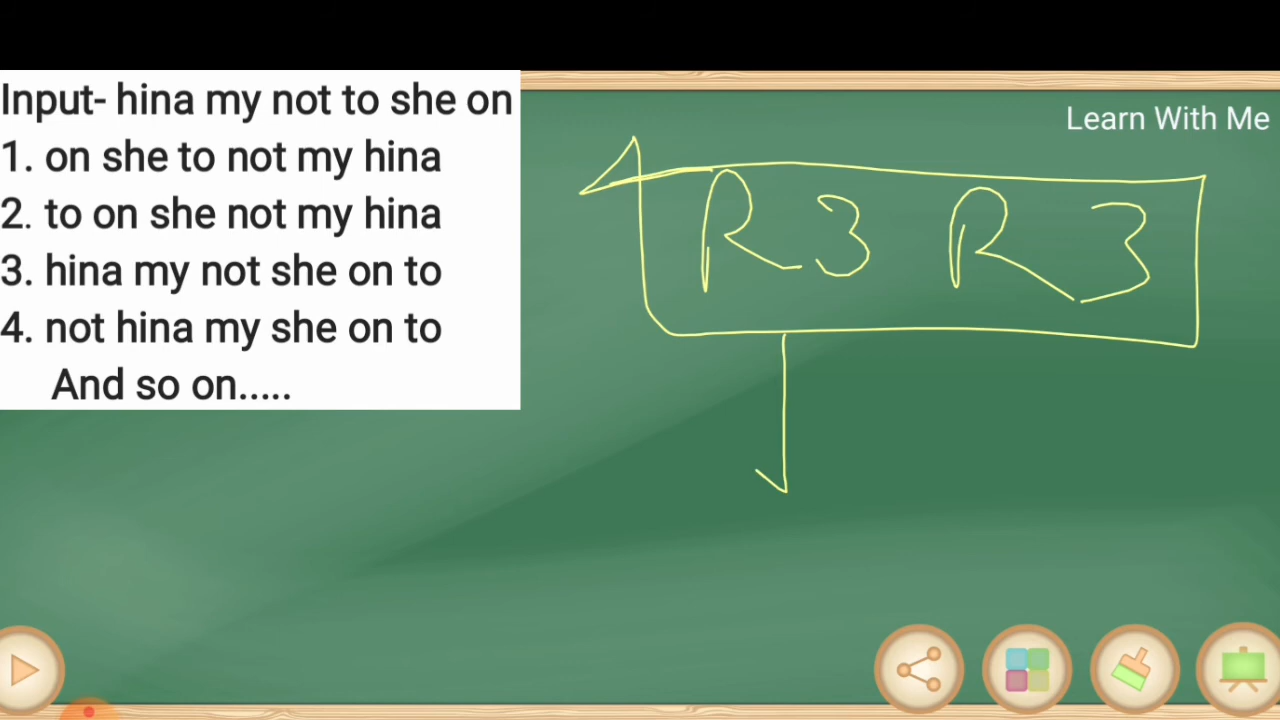 Input- hina my not to she on
1. on she to not my hina
2. to on she not my hina
3. hina my not she on to
4. not hina my she on to
And so on.....
Learn With Me
R 3 R 3